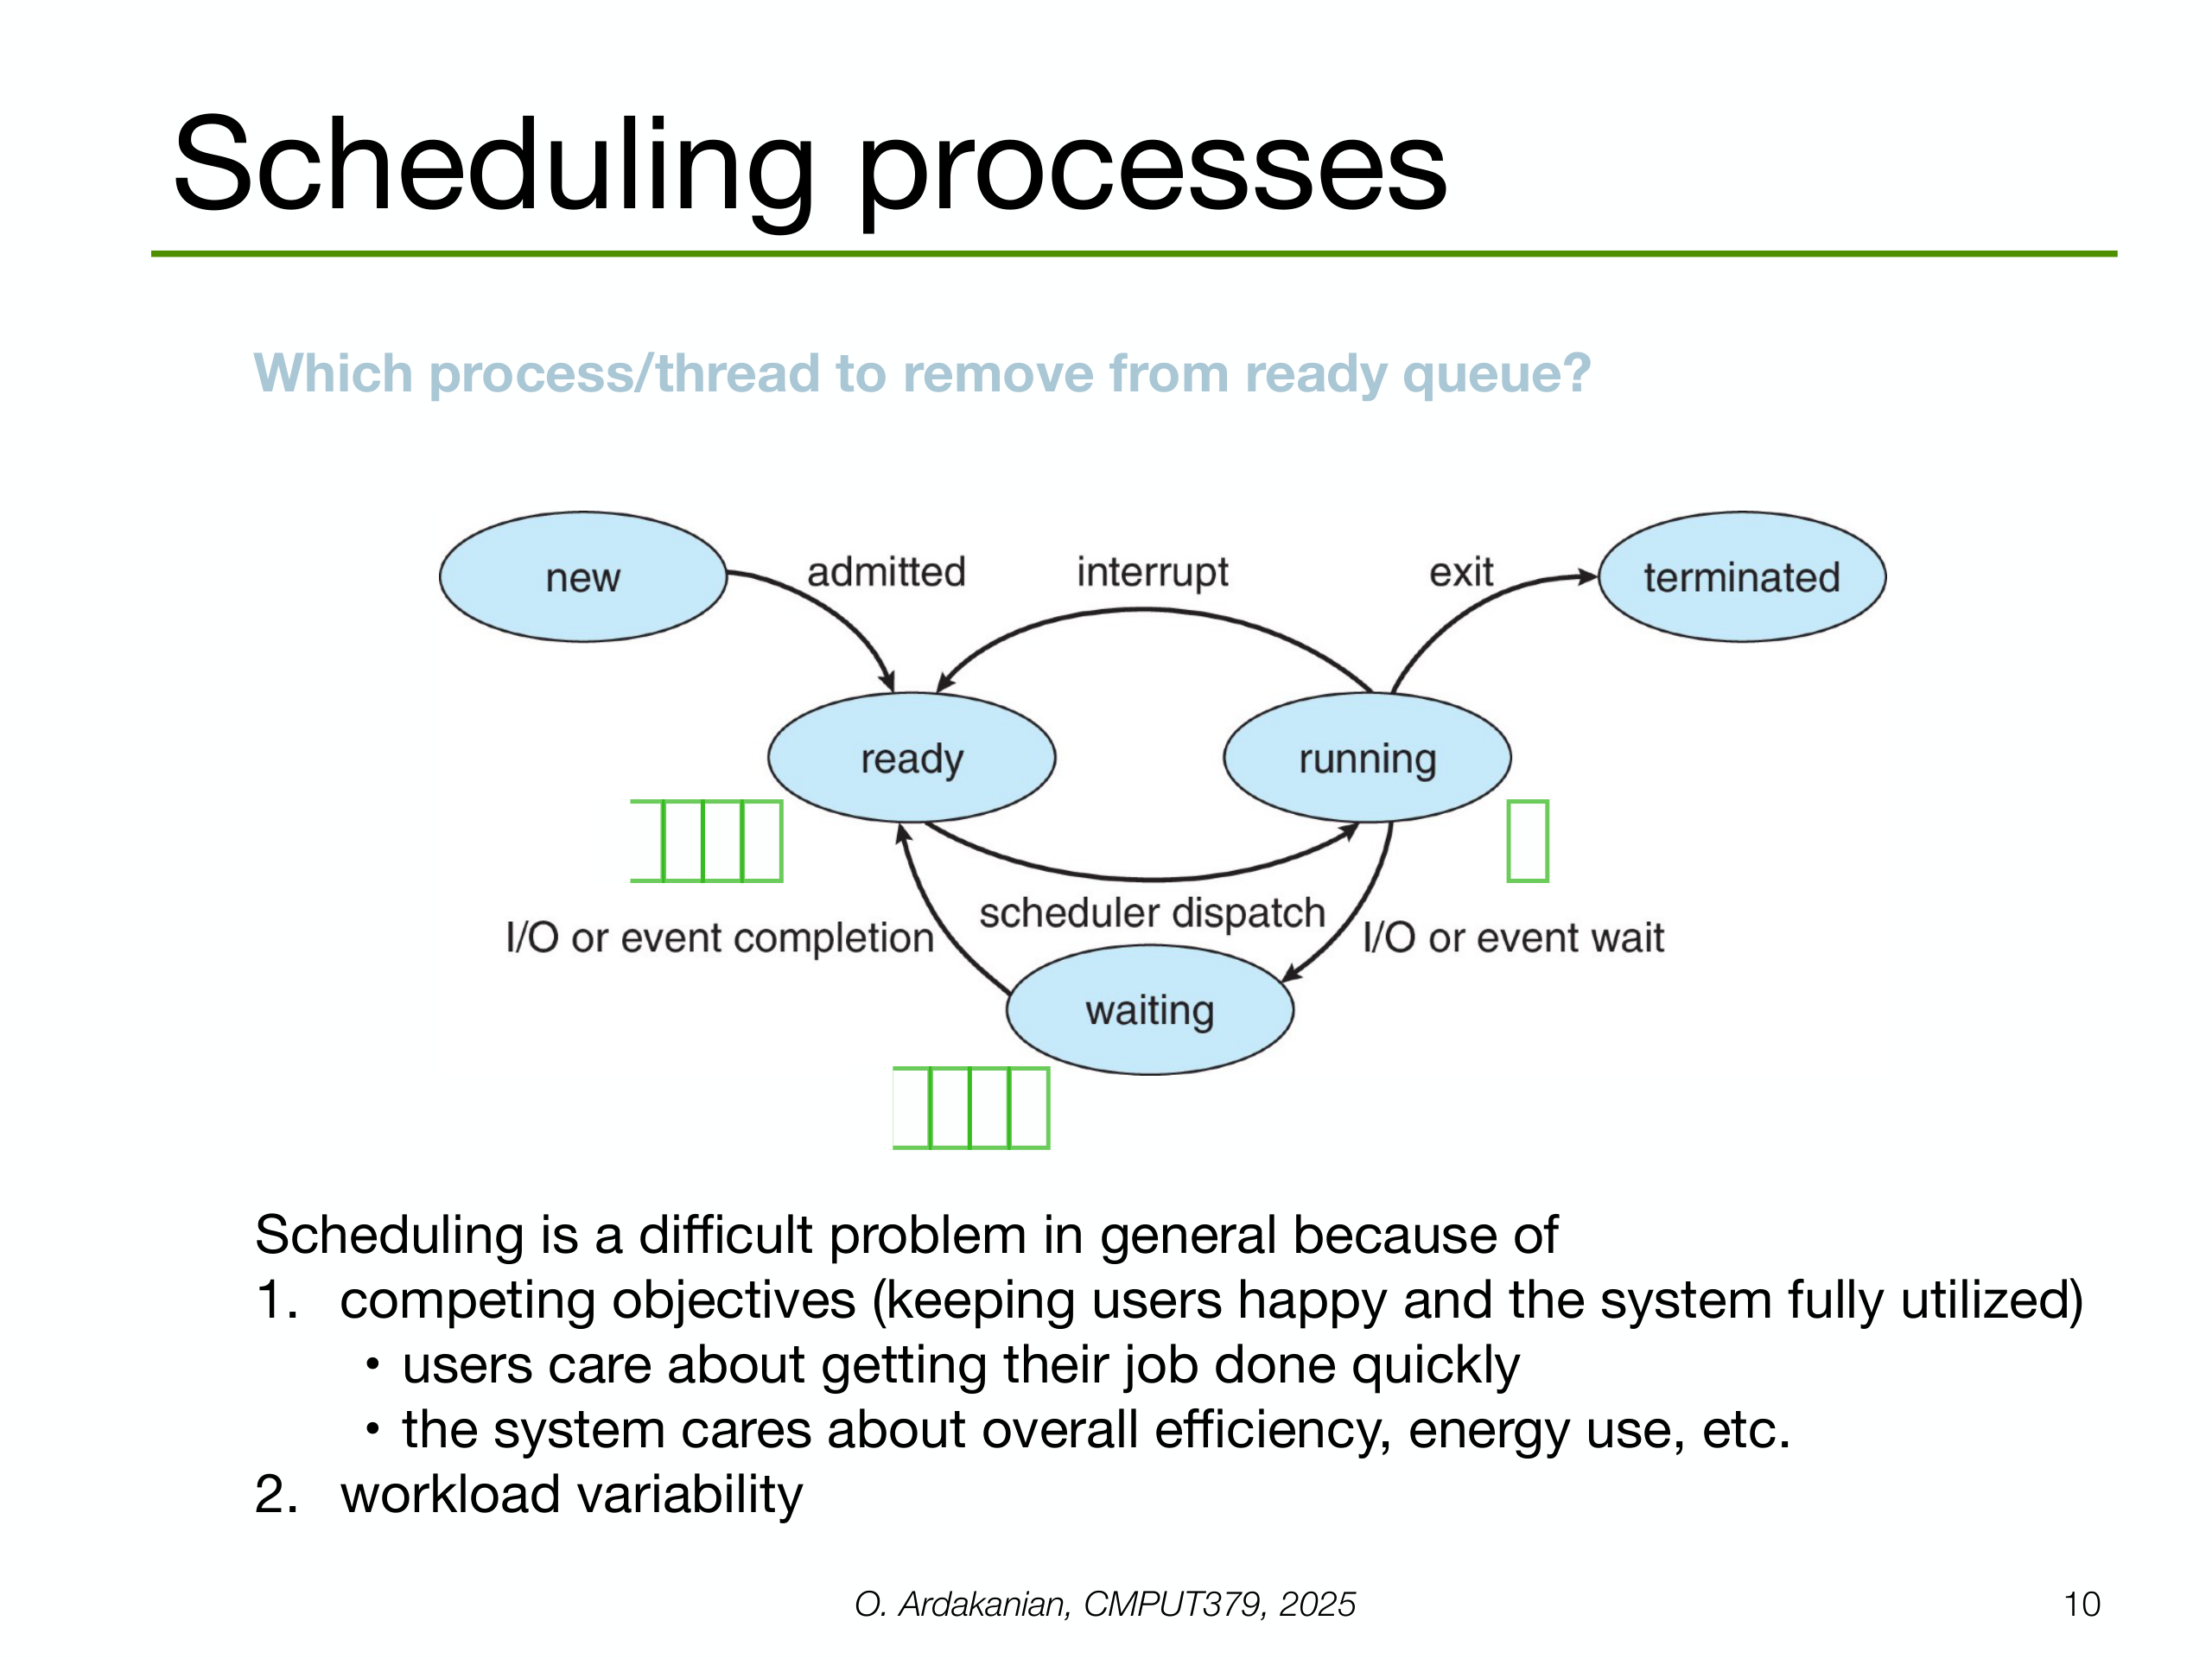 Scheduling processes
Which process/thread to remove from ready queue?
new
admitted
interrupt
exit
terminated
ready
running
scheduler dispatch
I/O or event completion
I/O or event wait
waiting
Scheduling is a difficult problem in general because of
1. competing objectives (keeping users happy and the system fully utilized)
• users care about getting their job done quickly
• the system cares about overall efficiency, energy use, etc.
2. workload variability
O. Ardakanian, CMPUT379, 2025
10